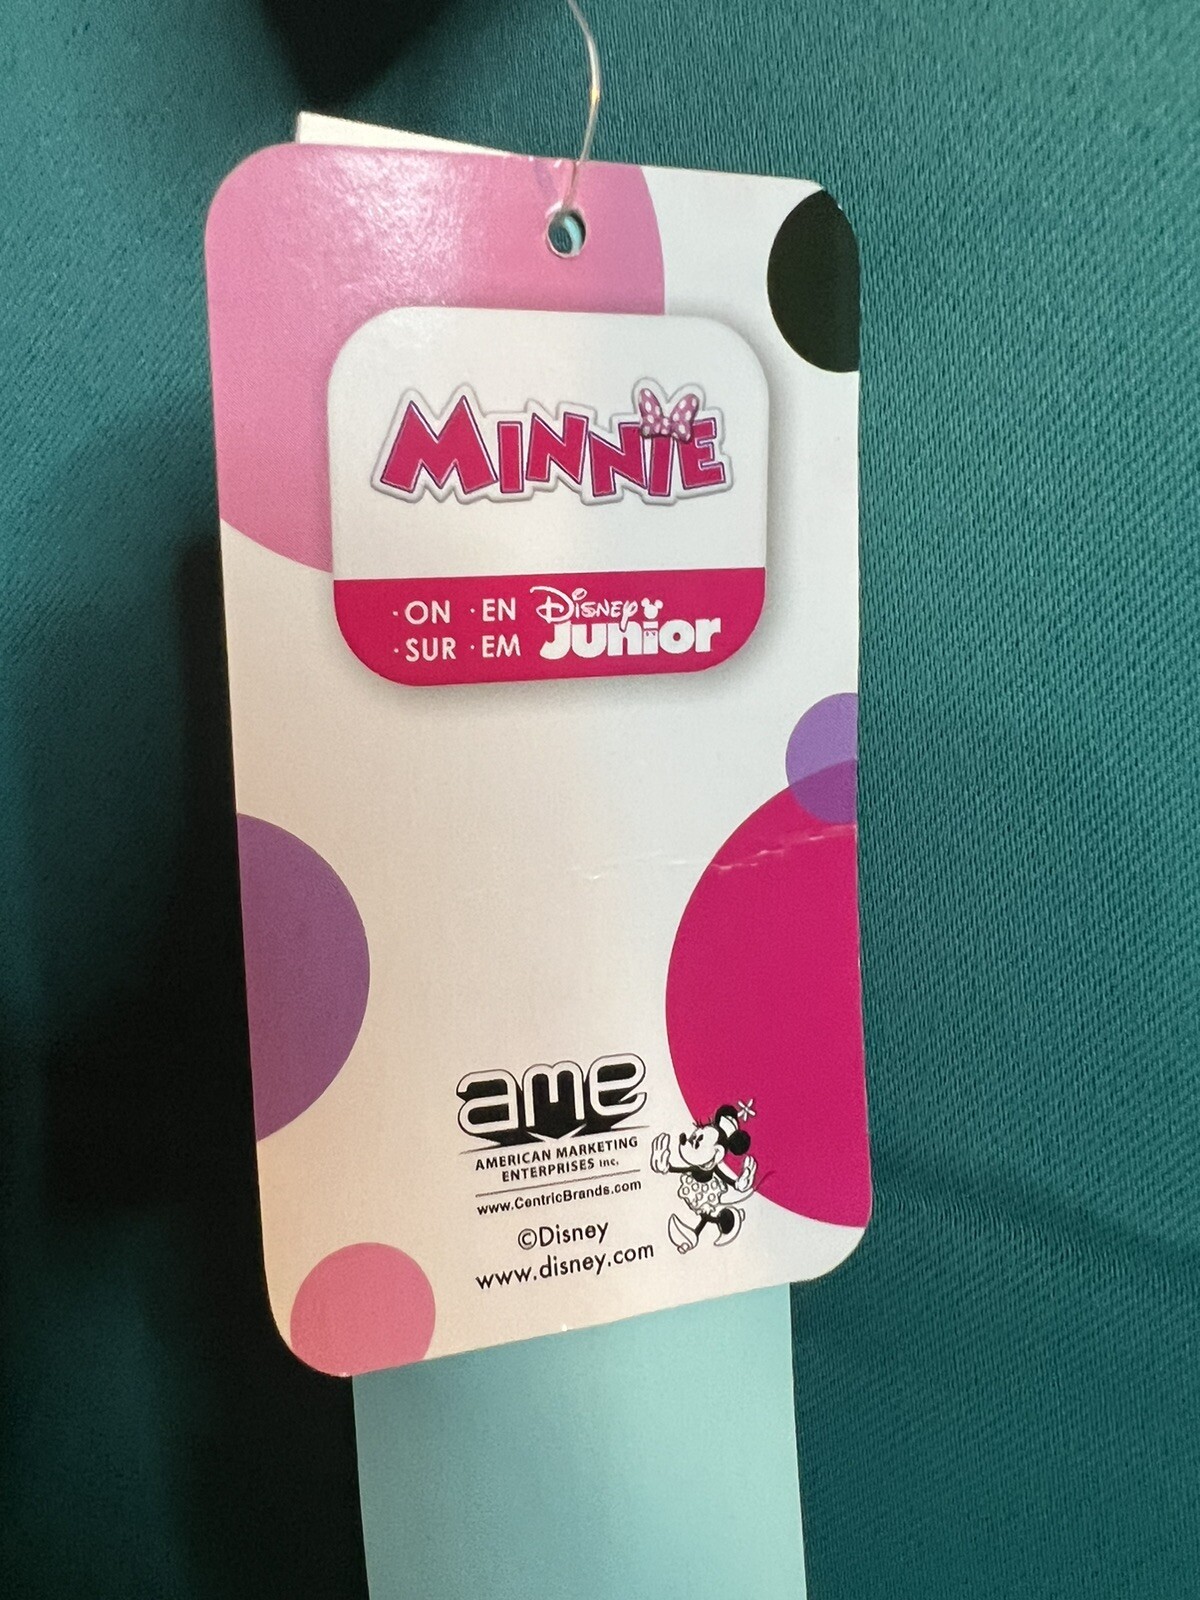 MINNIE
·ON ·EN Disney
·SUR ·EM Junior
ame
AMERICAN MARKETING
ENTERPRISES Inc.
www.CentricBrands.com
©Disney
www.disney.com